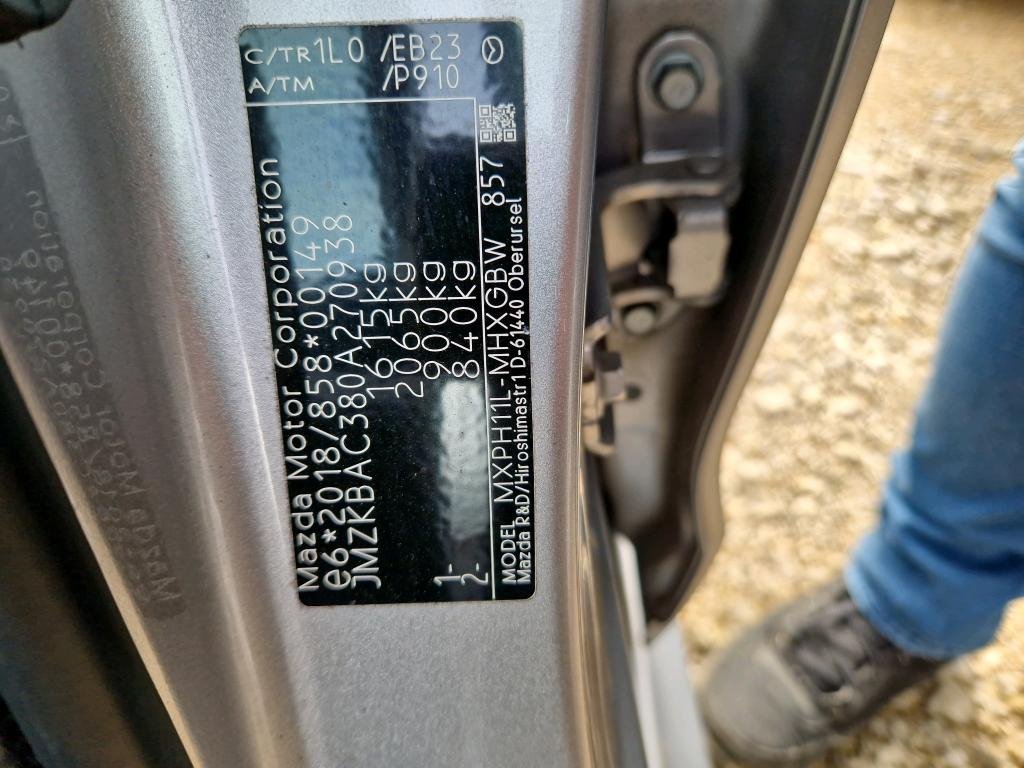 C/TR 1L0 /EB23
A/TM /P910
Mazda Motor Corporation
e6*2018/858*00149
JMZKBAC380A270938
1615kg
2065kg
1- 900kg
2- 840kg
MODEL MXPH11L-MHXGBW 857
Mazda R&D/Hiroshimastr1 D-61440 Oberursel